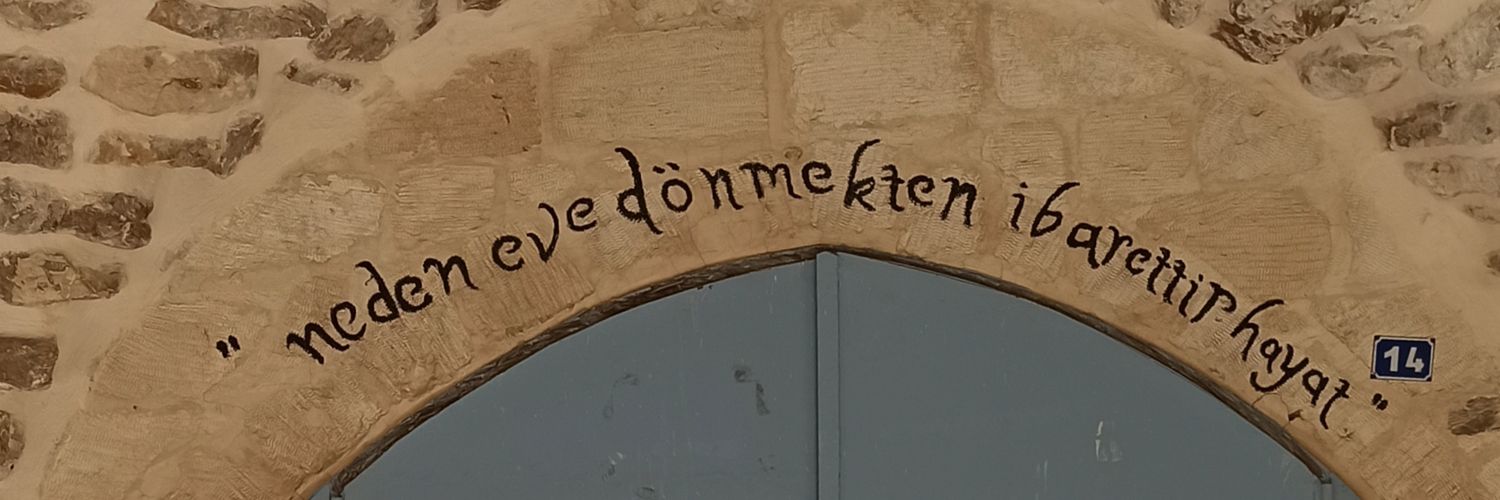 " neden eve dönmekten ibarettir hayat "
14